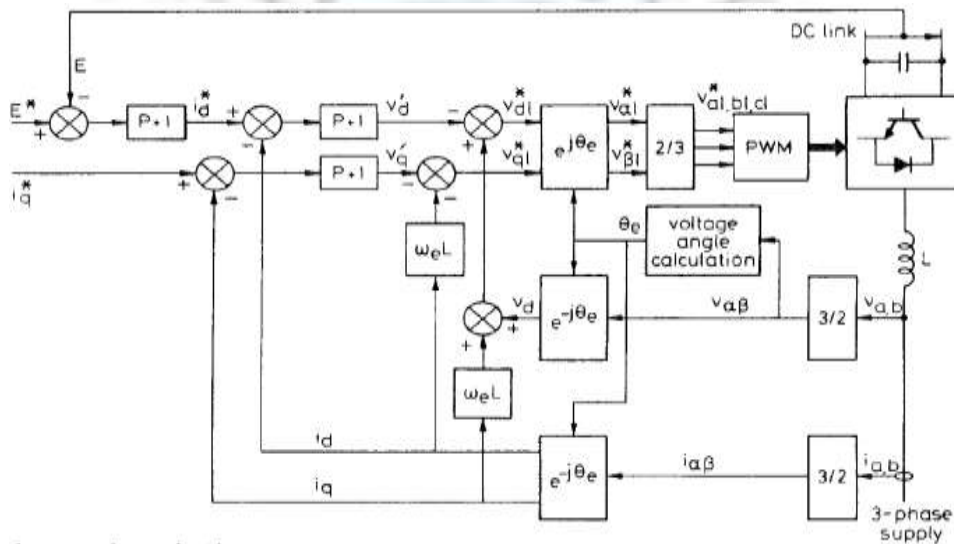 DC link
E
E*
i*d
P+I
v'd
v*d1
v*α1
v*a1,b1,c1
i*q
P+I
v'q
v*q1
e^jθe
v*β1
2/3
PWM
ωeL
θe
voltage
angle
calculation
L
vd
e^-jθe
vαβ
3/2
va,b
ωeL
id
iq
e^-jθe
iαβ
3/2
ia,b
3-phase
supply